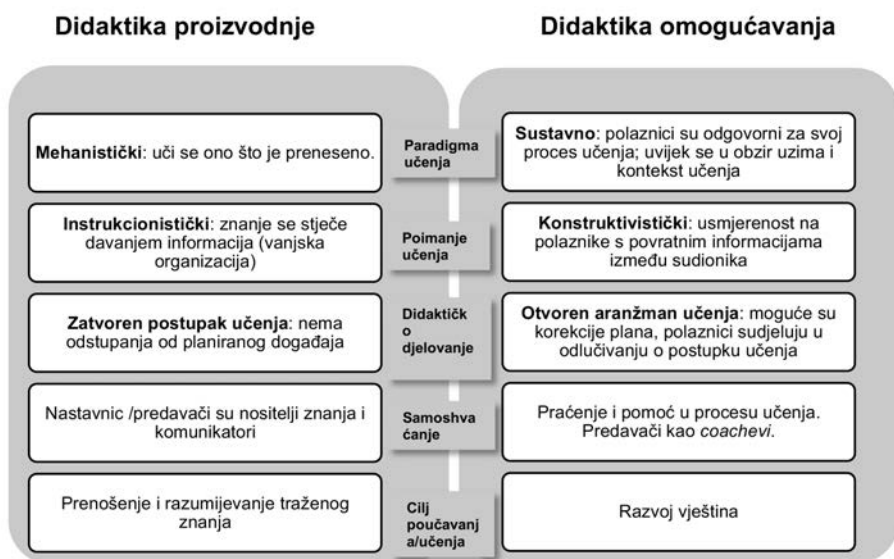 Didaktika proizvodnje
Didaktika omogućavanja
Mehanistički: uči se ono što je preneseno.
Paradigma
učenja
Sustavno: polaznici su odgovorni za svoj
proces učenja; uvijek se u obzir uzima i
kontekst učenja
Instrukcionistički: znanje se stječe
davanjem informacija (vanjska
organizacija)
Poimanje
učenja
Konstruktivistički: usmjerenost na
polaznike s povratnim informacijama
između sudionika
Zatvoren postupak učenja: nema
odstupanja od planiranog događaja
Didaktičk
o
djelovanje
Otvoren aranžman učenja: moguće su
korekcije plana, polaznici sudjeluju u
odlučivanju o postupku učenja
Nastavnic /predavači su nositelji znanja i
komunikatori
Samoshva
ćanje
Praćenje i pomoć u procesu učenja.
Predavači kao coachevi.
Prenošenje i razumijevanje traženog
znanja
Cilj
poučavanj
a/učenja
Razvoj vještina